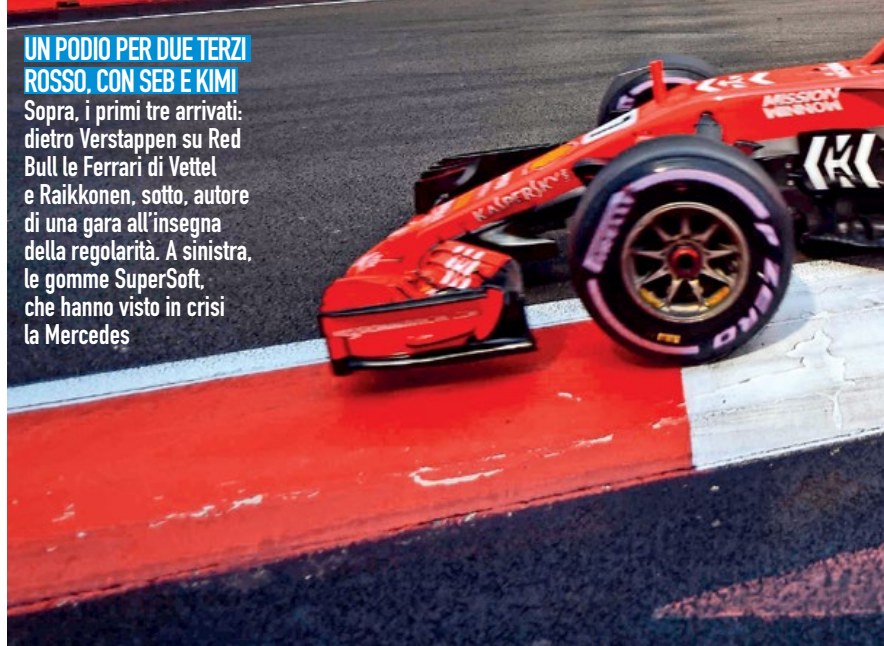 UN PODIO PER DUE TERZI
ROSSO, CON SEB E KIMI
Sopra, i primi tre arrivati:
dietro Verstappen su Red
Bull le Ferrari di Vettel
e Raikkonen, sotto, autore
di una gara all'insegna
della regolarità. A sinistra,
le gomme SuperSoft,
che hanno visto in crisi
la Mercedes
MISSION
WINNOW
KASPERSKY
PIRELLI
P ZERO